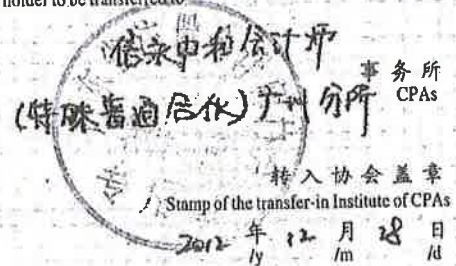 holder to be transferred to
信永中和会计师
事务所
CPAs
(特殊普通合伙)广州分所
转入协会盖章
Stamp of the transfer-in Institute of CPAs
2012 年 12 月 28 日
/y /m /d